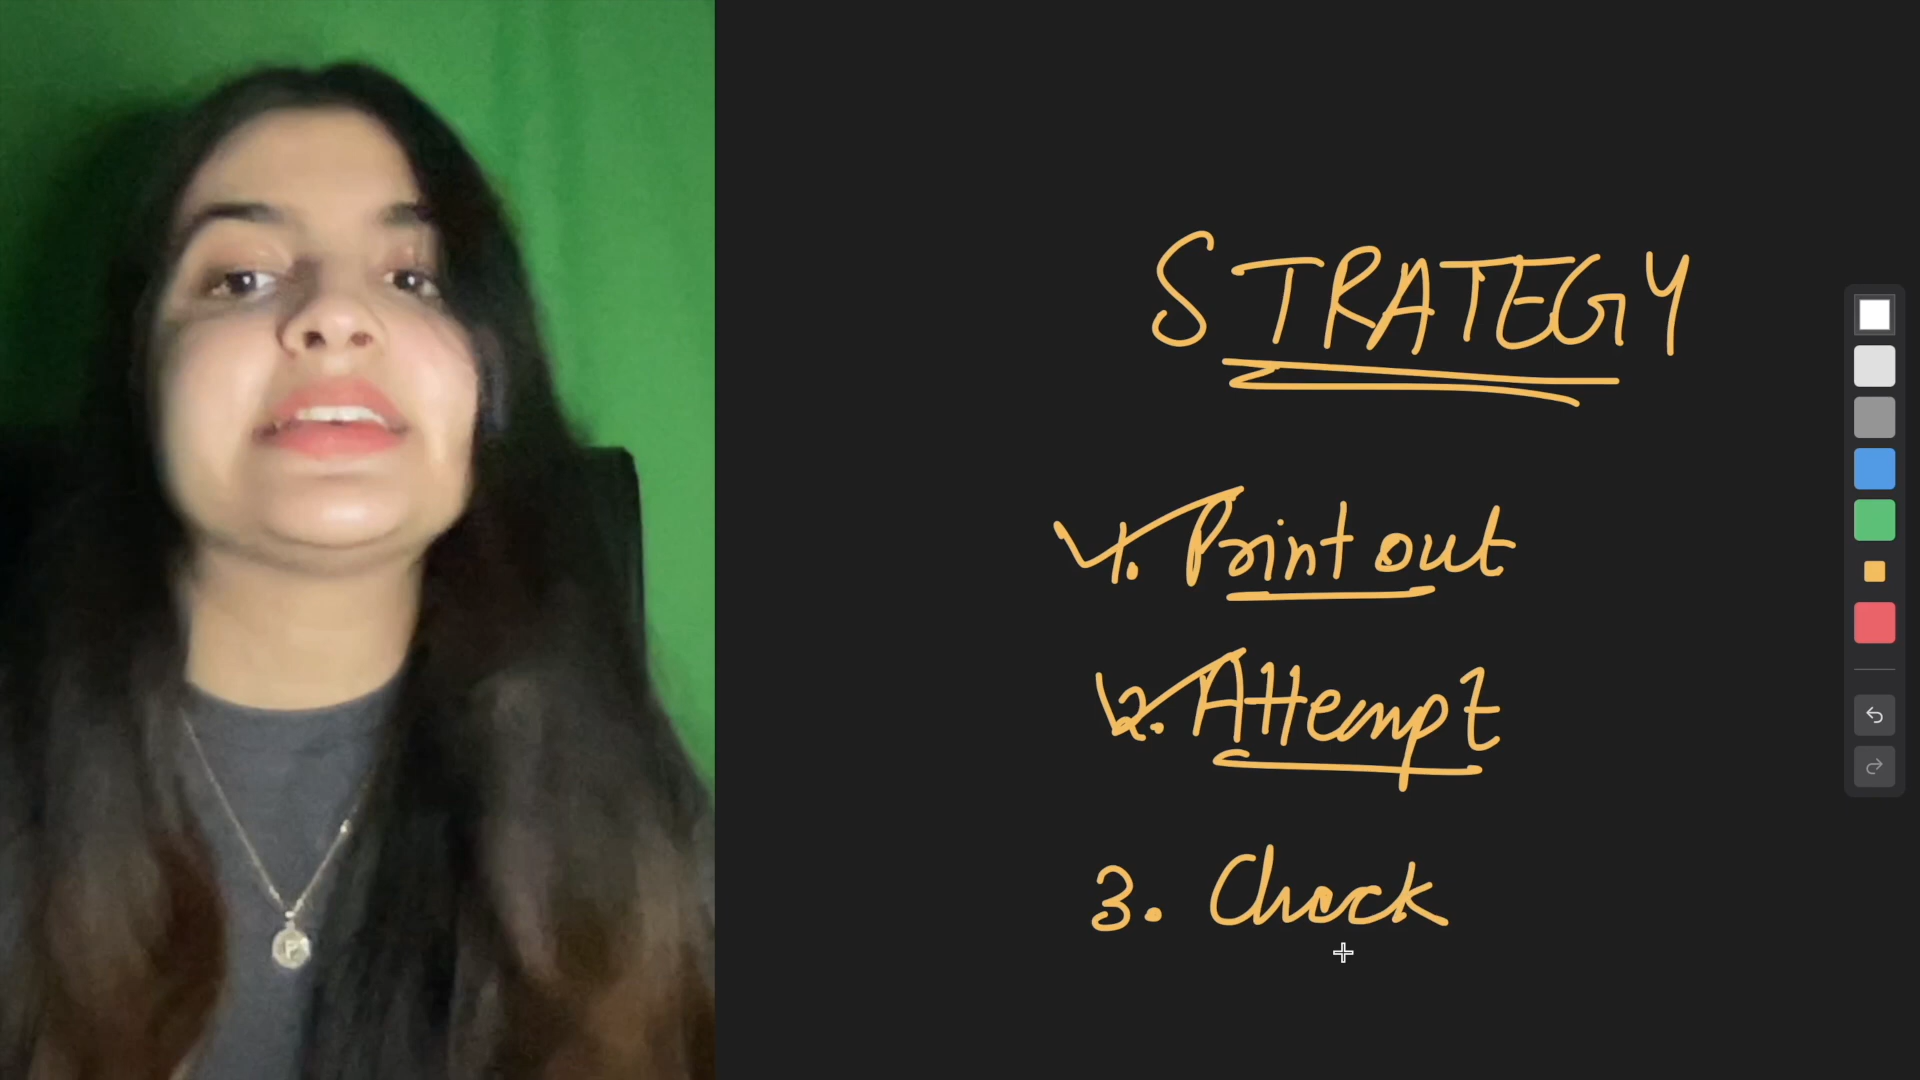 STRATEGY
1. Print out
2. Attempt
3. Check
P